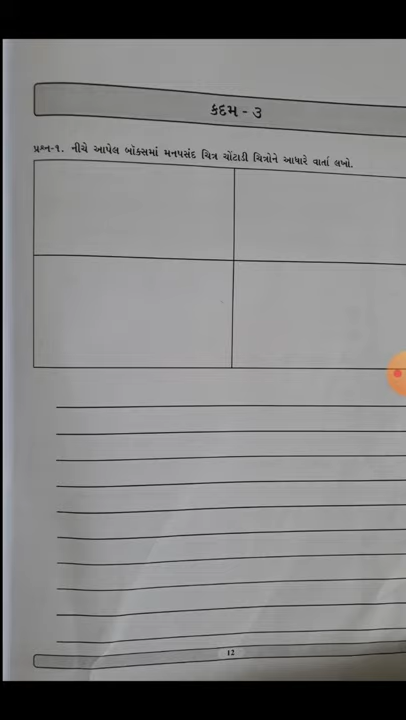 કદમ - ૩
પ્રશ્ન-૧. નીચે આપેલ બૉક્સમાં મનપસંદ ચિત્ર ચોંટાડી ચિત્રોને આધારે વાર્તા લખો.
12